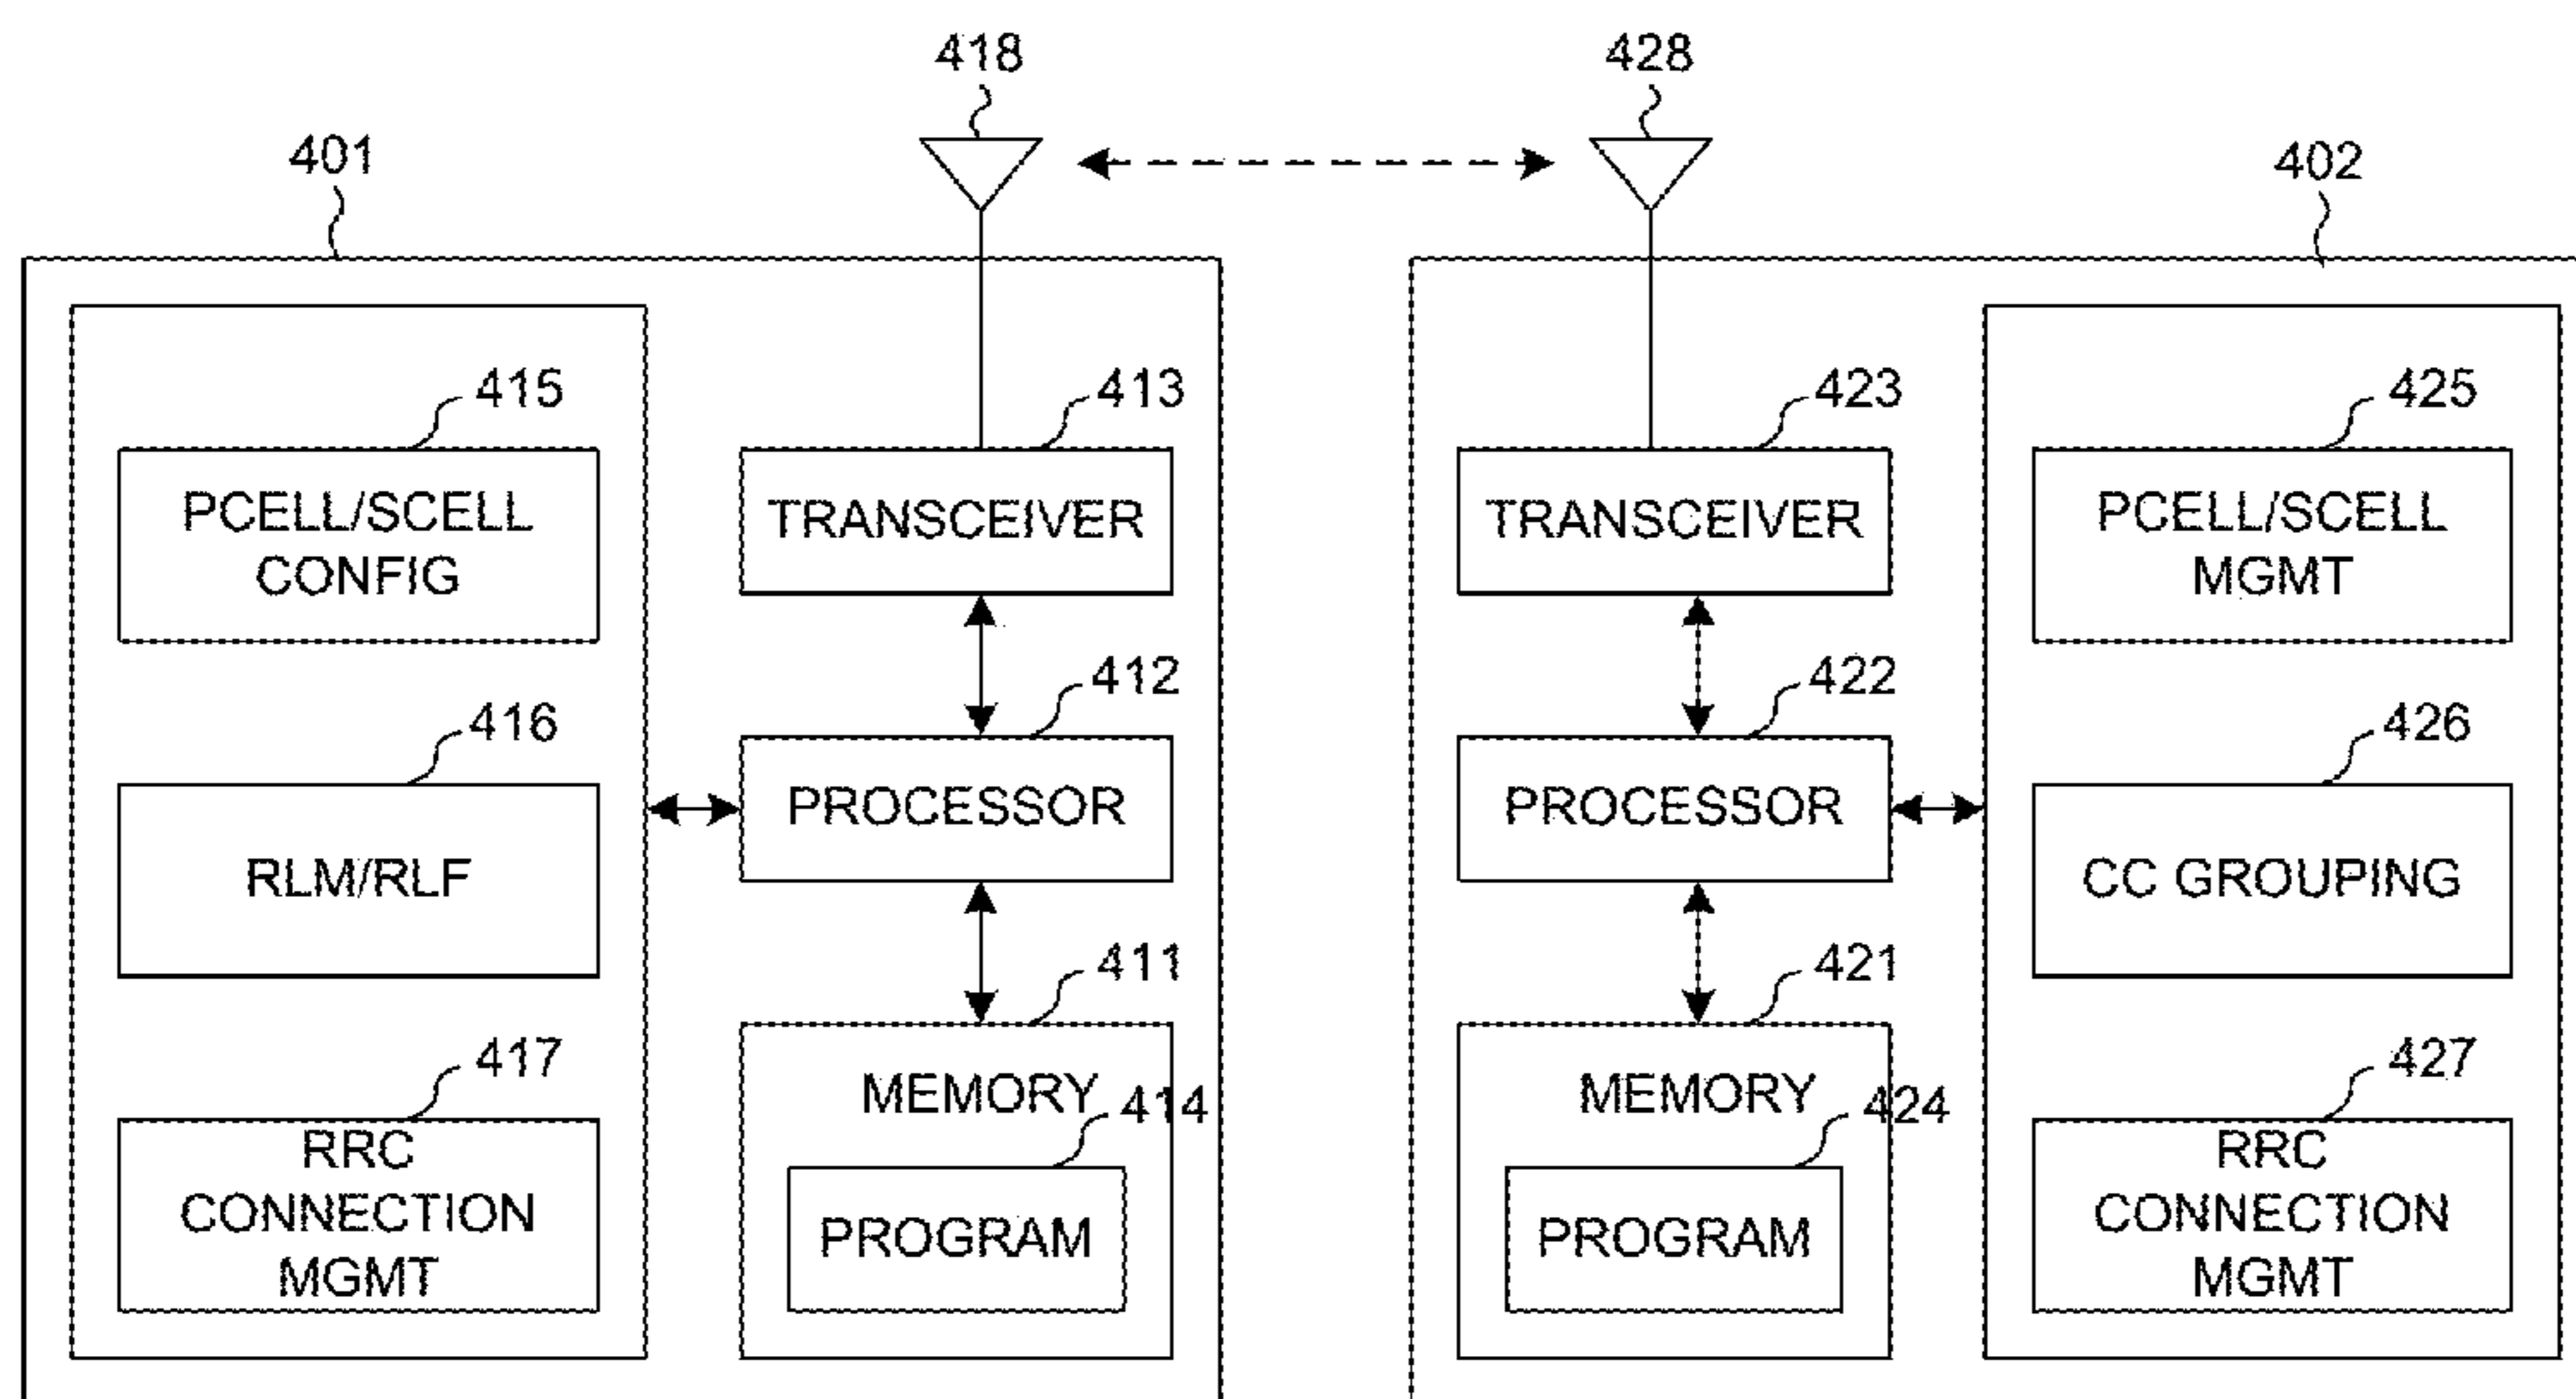 418
428
401
402
415
413
423
425
PCELL/SCELL
CONFIG
TRANSCEIVER
TRANSCEIVER
PCELL/SCELL
MGMT
412
422
416
426
PROCESSOR
PROCESSOR
RLM/RLF
CC GROUPING
411
421
417
427
MEMORY
414
MEMORY
424
RRC
CONNECTION
MGMT
PROGRAM
PROGRAM
RRC
CONNECTION
MGMT